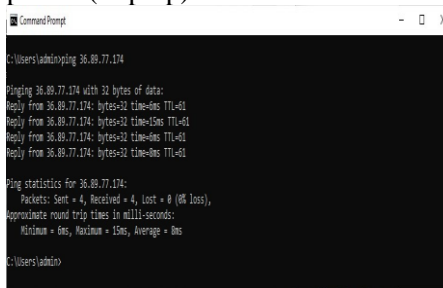 Command Prompt
C:\Users\admin>ping 36.89.77.174
Pinging 36.89.77.174 with 32 bytes of data:
Reply from 36.89.77.174: bytes=32 time=6ms TTL=61
Reply from 36.89.77.174: bytes=32 time=15ms TTL=61
Reply from 36.89.77.174: bytes=32 time=6ms TTL=61
Reply from 36.89.77.174: bytes=32 time=8ms TTL=61
Ping statistics for 36.89.77.174:
Packets: Sent = 4, Received = 4, Lost = 0 (0% loss),
Approximate round trip times in milli-seconds:
Minimum = 6ms, Maximum = 15ms, Average = 8ms
C:\Users\admin>